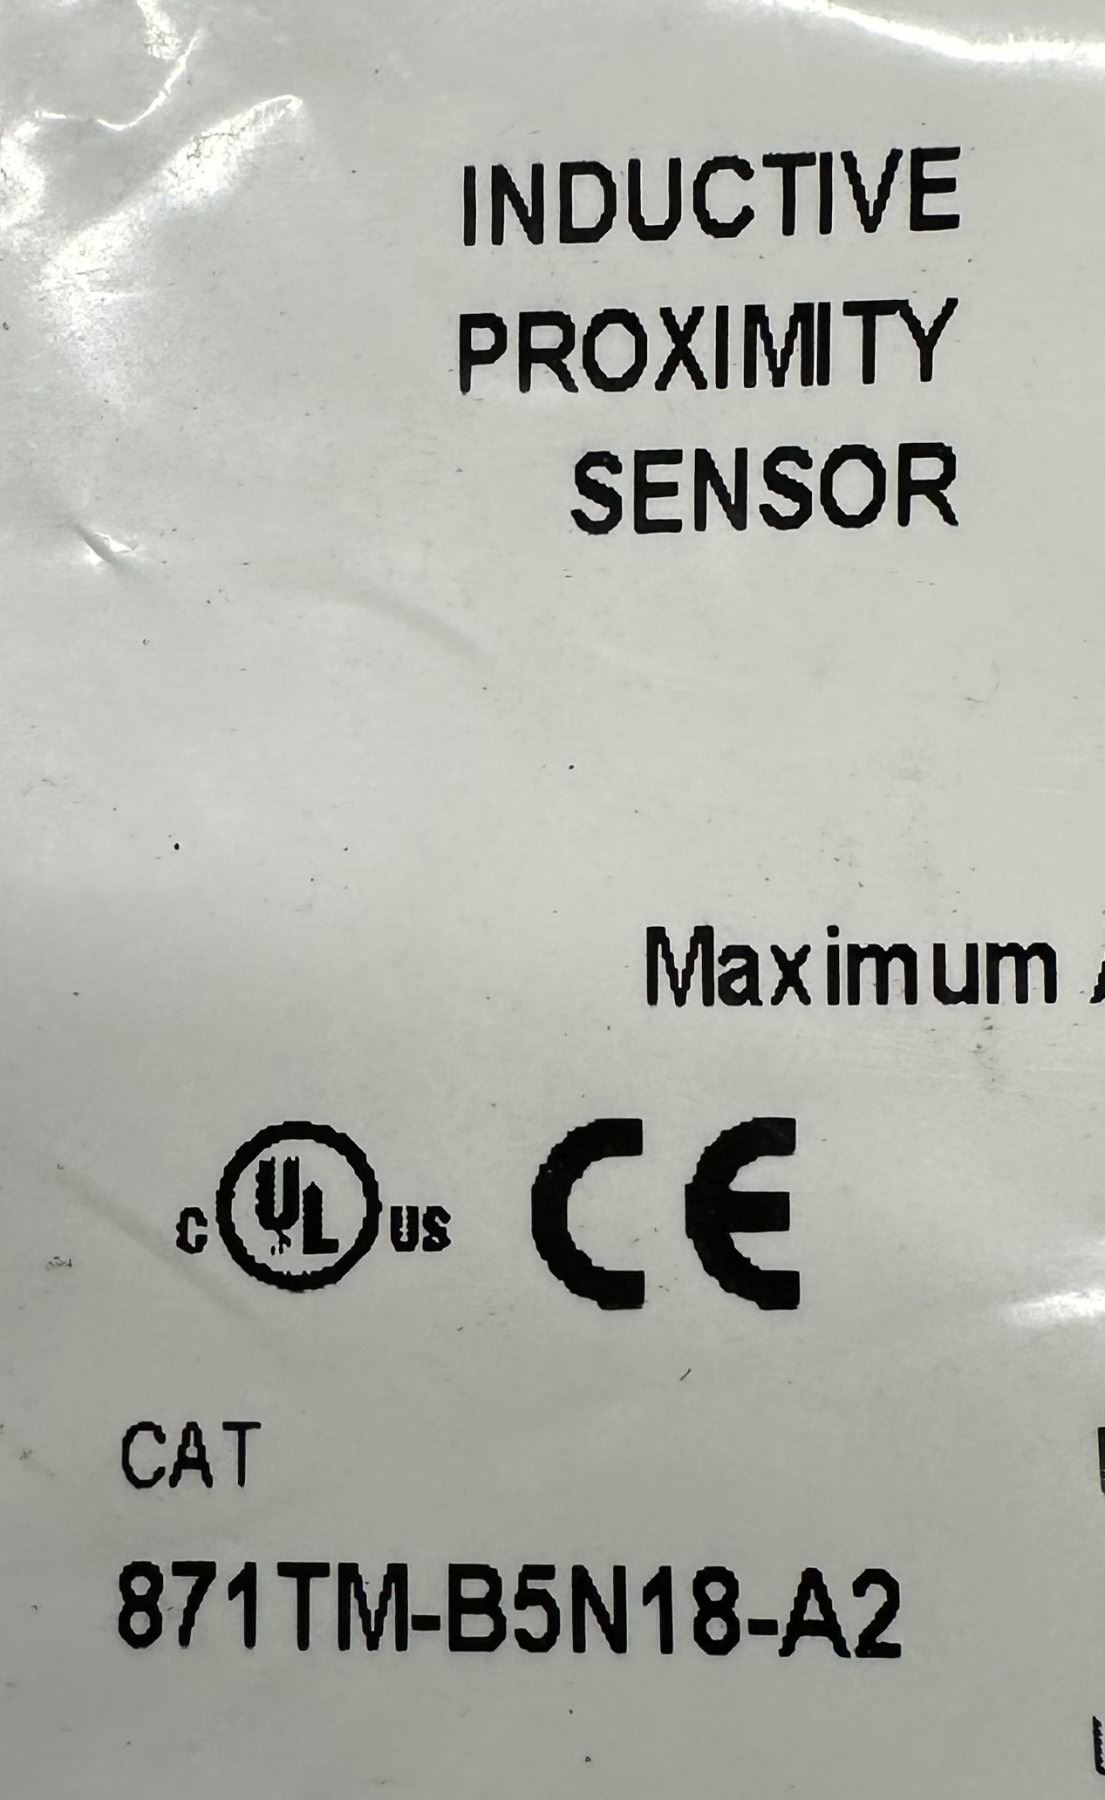 INDUCTIVE
PROXIMITY
SENSOR
Maximum
C UL US CE
CAT
871TM-B5N18-A2